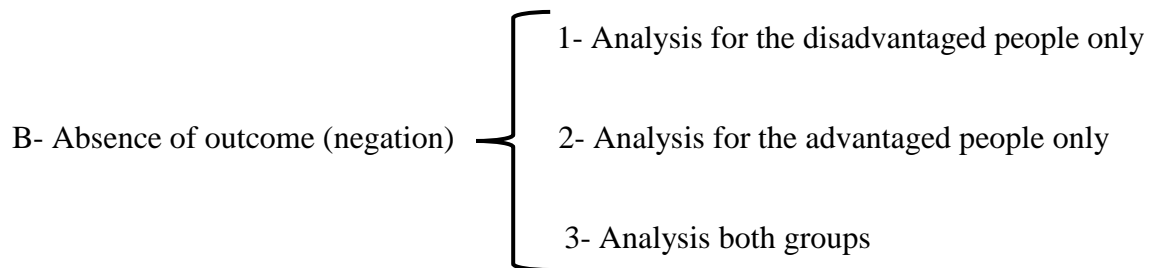 1- Analysis for the disadvantaged people only
B- Absence of outcome (negation)
2- Analysis for the advantaged people only
3- Analysis both groups